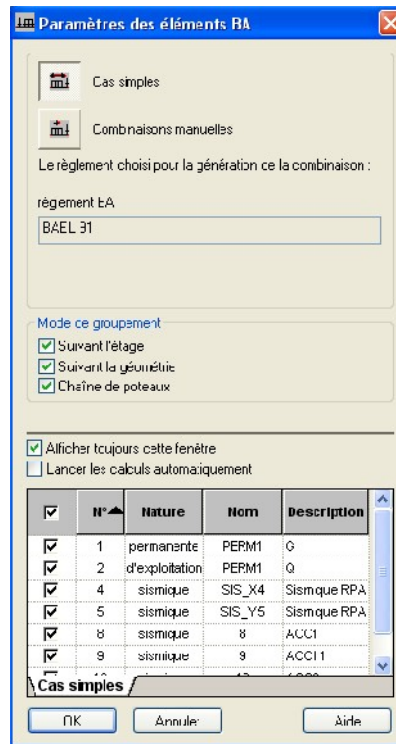 Paramètres des éléments BA
Cas simples
Combinaisons manuelles
Le règlement choisi pour la génération ce la combinaison :
règement BA
BAEL 91
Mode ce groupement
Suivant l'étage
Suivant la géométrie
Chaîne de poteaux
Afficher toujours cette fenêtre
Lancer les calculs automatiquement
N° Nature Nom Description
1 permanente PERM1 G
2 d'exploitation PERM1 Q
4 sismique SIS_X4 Sismique RPA
5 sismique SIS_Y5 Sismique RPA
8 sismique 8 ACC1
9 sismique 9 ACC11
Cas simples
OK Annuler Aide